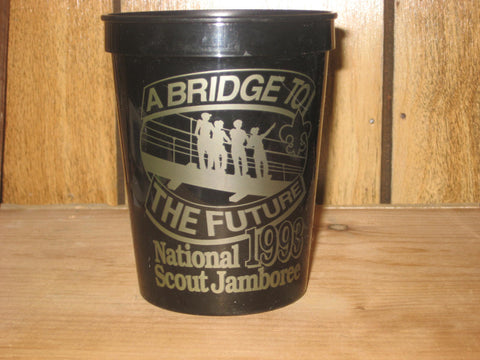 A BRIDGE TO
THE FUTURE
National 1993
Scout Jamboree